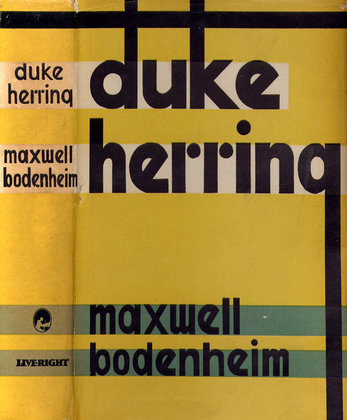 duke
herring
maxwell
bodenheim
LIVERIGHT
duke
herring
maxwell
bodenheim